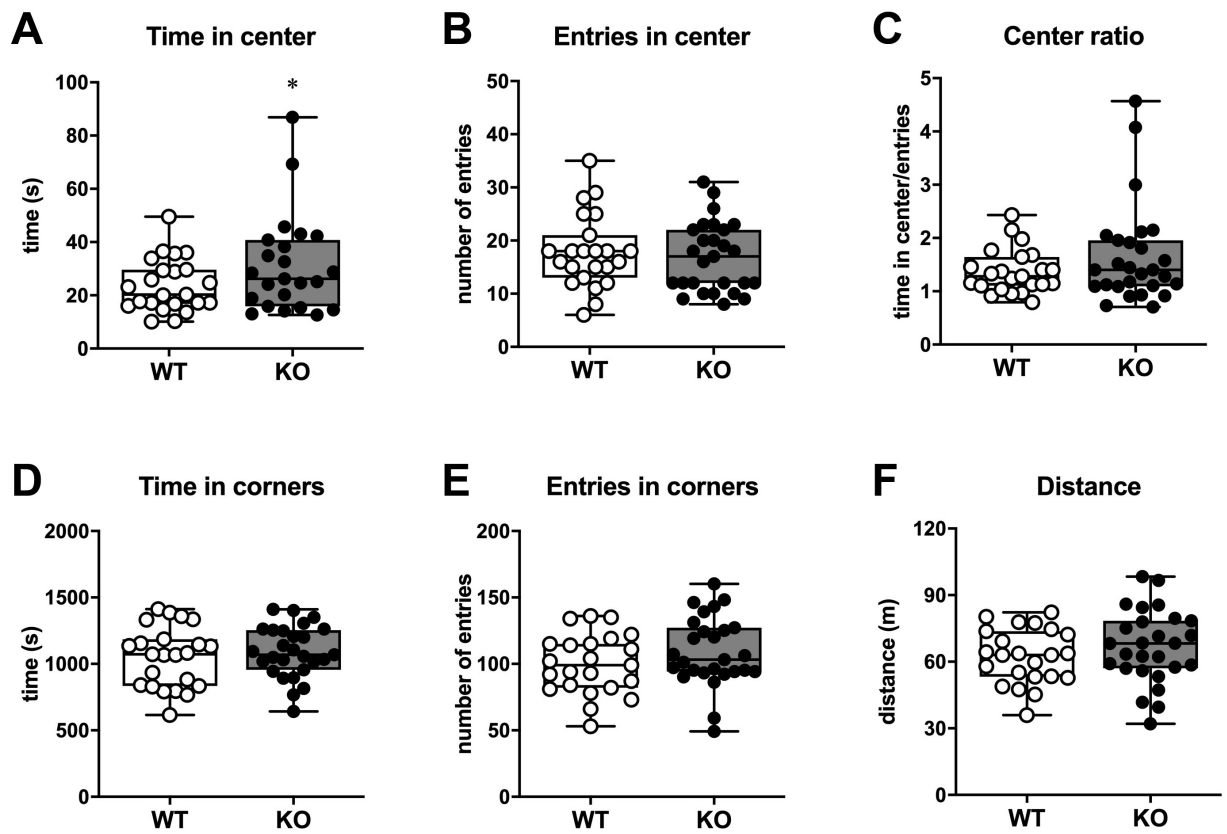 A Time in center
*
time (s)
100
80
60
40
20
0
WT KO
B Entries in center
number of entries
50
40
30
20
10
0
WT KO
C Center ratio
time in center/entries
5
4
3
2
1
0
WT KO
D Time in corners
time (s)
2000
1500
1000
500
0
WT KO
E Entries in corners
number of entries
200
150
100
50
0
WT KO
F Distance
distance (m)
120
90
60
30
0
WT KO